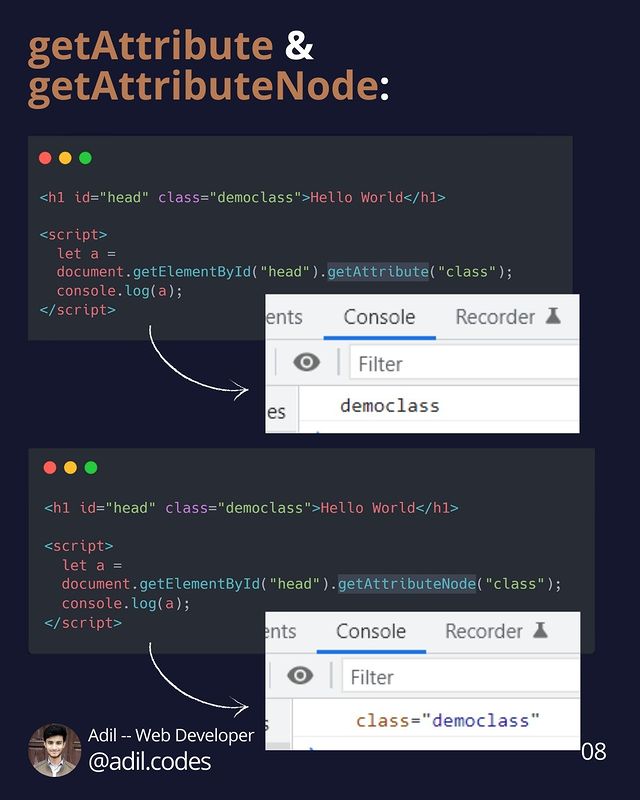 getAttribute &
getAttributeNode:
<h1 id="head" class="democlass">Hello World</h1>
<script>
let a =
document.getElementById("head").getAttribute("class");
console.log(a);
</script>
ents Console Recorder
Filter
es democlass
<h1 id="head" class="democlass">Hello World</h1>
<script>
let a =
document.getElementById("head").getAttributeNode("class");
console.log(a);
</script>
ents Console Recorder
Filter
class="democlass"
Adil -- Web Developer
@adil.codes
08